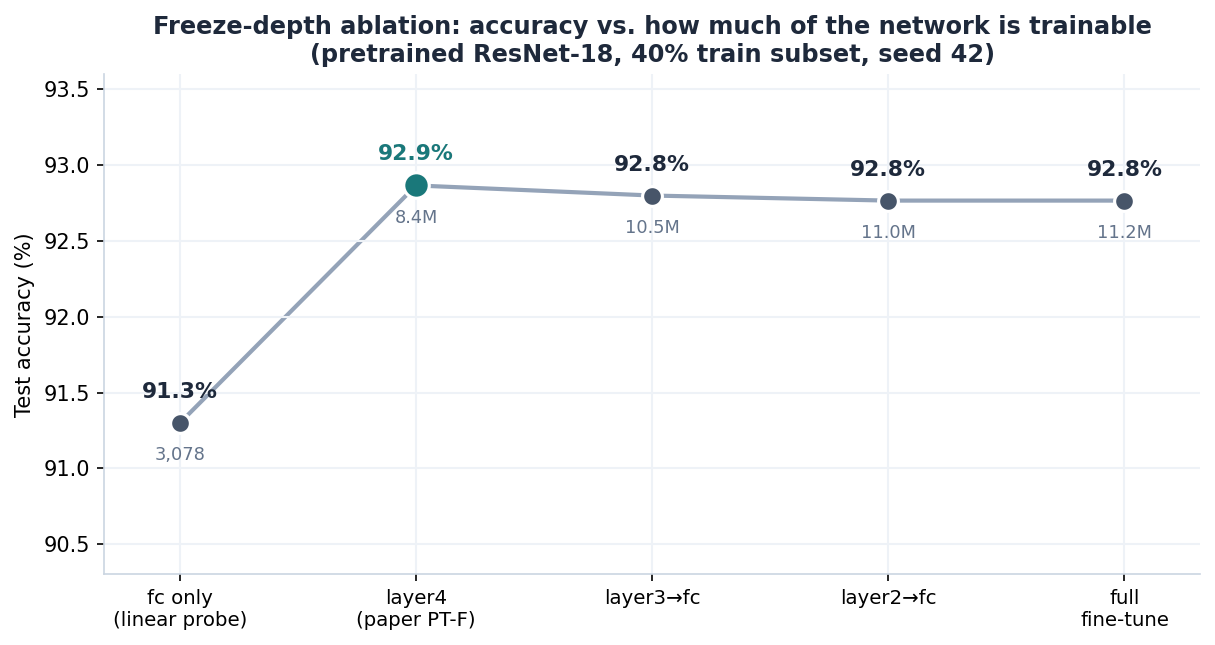 Freeze-depth ablation: accuracy vs. how much of the network is trainable
(pretrained ResNet-18, 40% train subset, seed 42)
Test accuracy (%)
93.5
93.0
92.5
92.0
91.5
91.0
90.5
91.3%
3,078
92.9%
8.4M
92.8%
10.5M
92.8%
11.0M
92.8%
11.2M
fc only
(linear probe)
layer4
(paper PT-F)
layer3→fc
layer2→fc
full
fine-tune